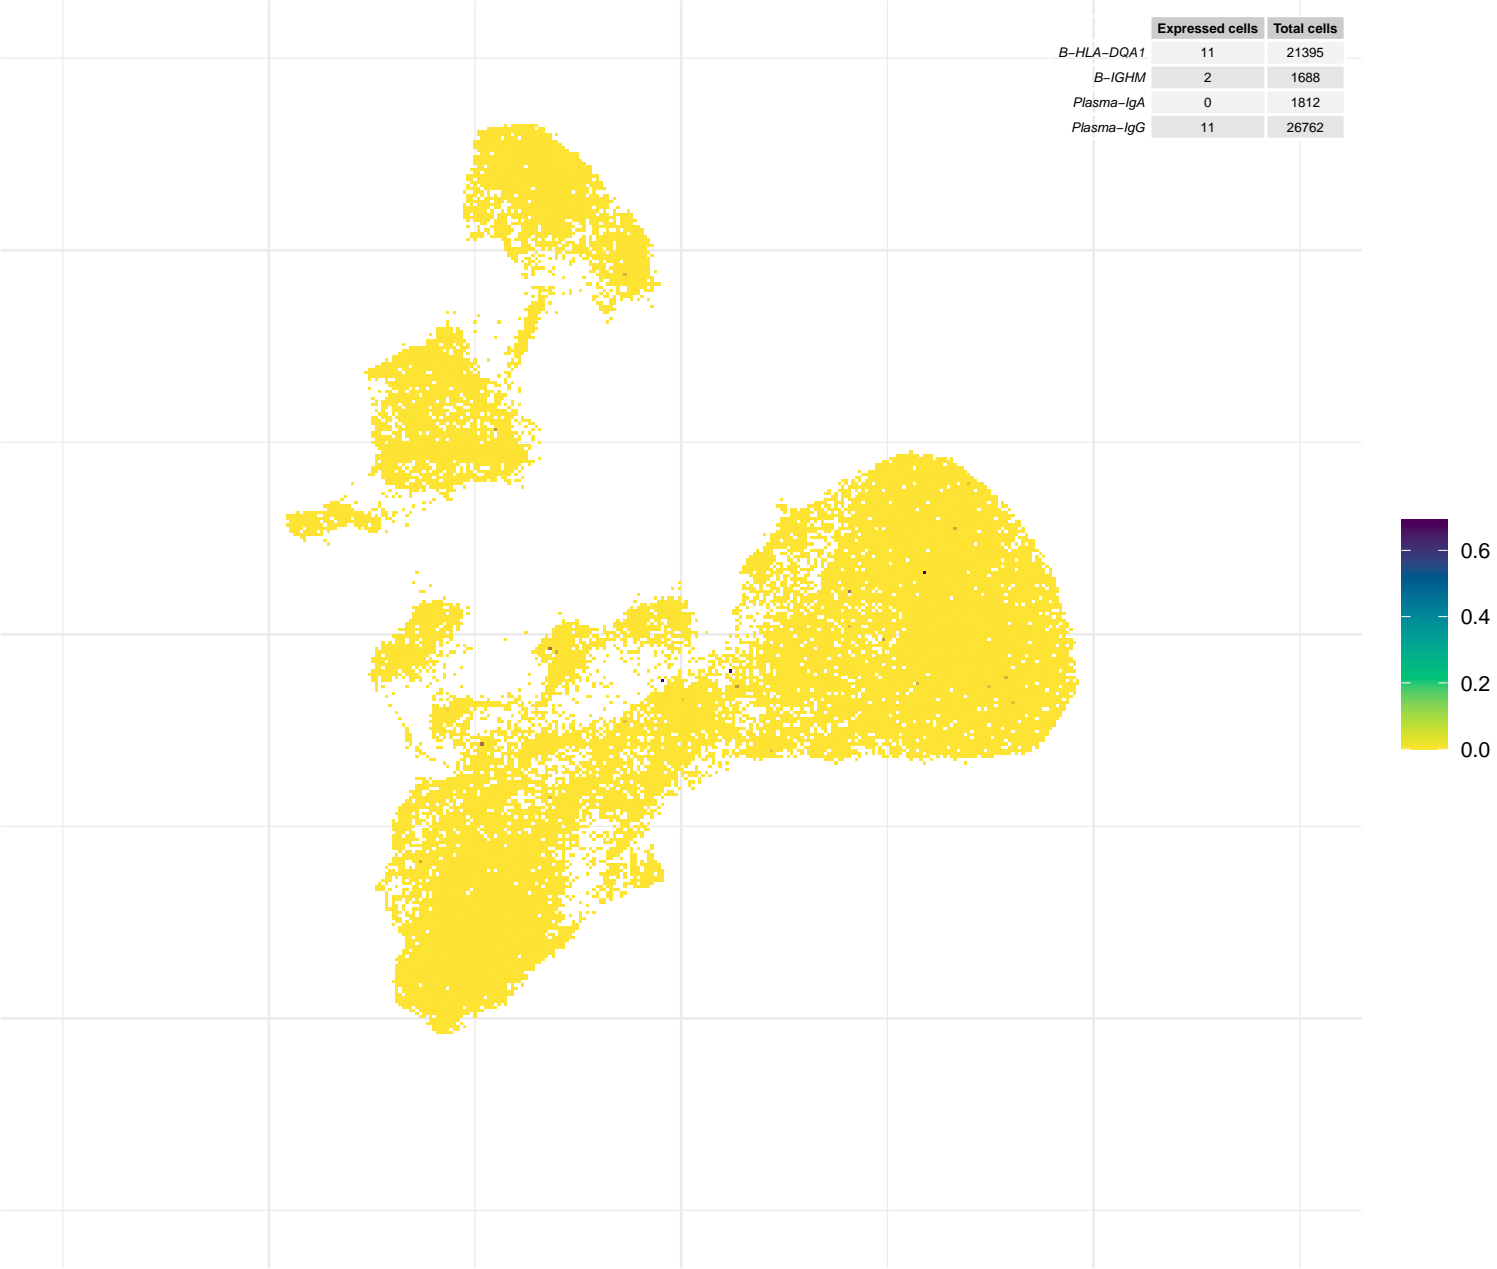 Expressed cells Total cells
B−HLA−DQA1 11 21395
B−IGHM 2 1688
Plasma−IgA 0 1812
Plasma−IgG 11 26762
0.6
0.4
0.2
0.0